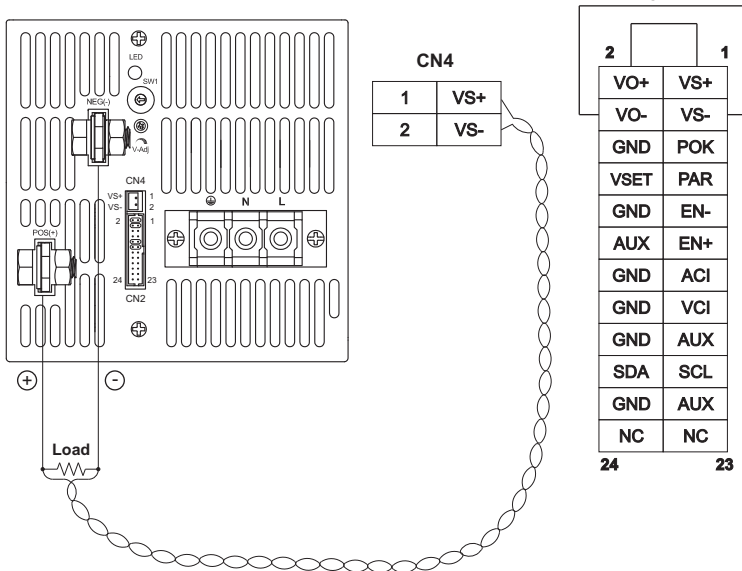 LED
SW1
NEG(-)
V-Adj
CN4
VS+ 1
VS- 2
2 1
POS(+)
24 23
CN2
N L
+ -
Load
CN4
1 VS+
2 VS-
2 1
VO+ VS+
VO- VS-
GND POK
VSET PAR
GND EN-
AUX EN+
GND ACI
GND VCI
GND AUX
SDA SCL
GND AUX
NC NC
24 23